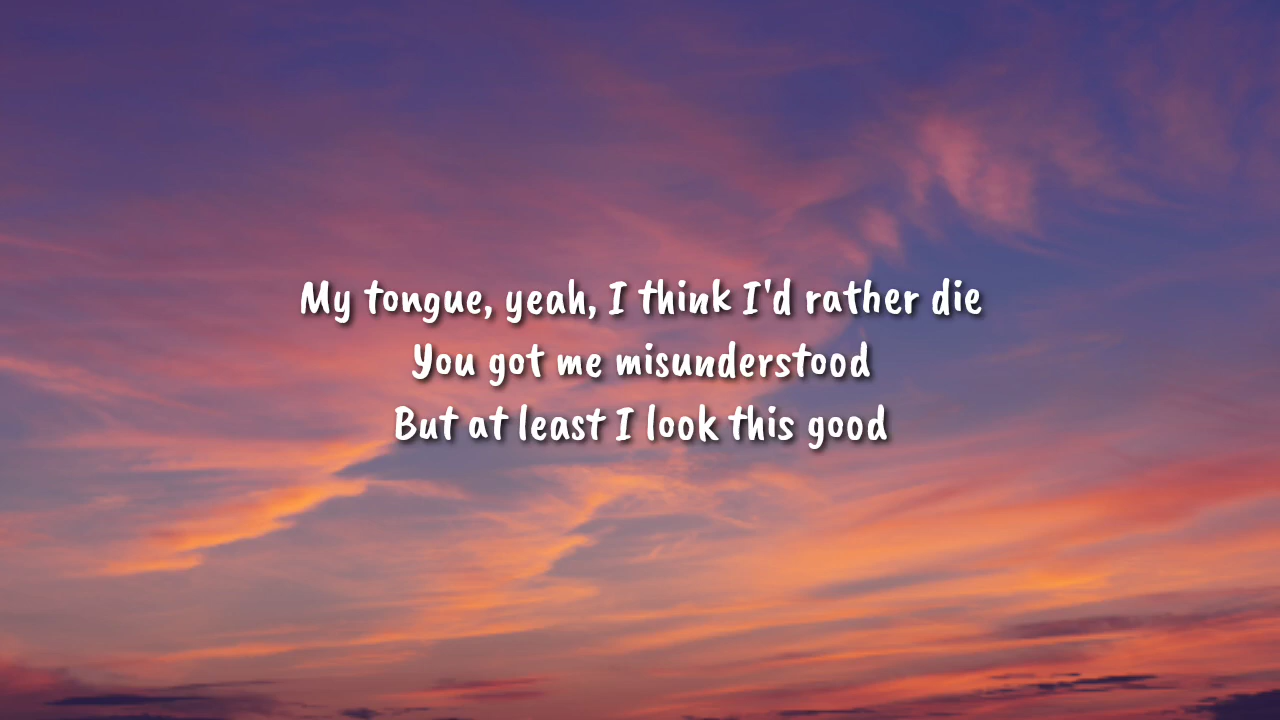 My tongue, yeah, I think I'd rather die
You got me misunderstood
But at least I look this good